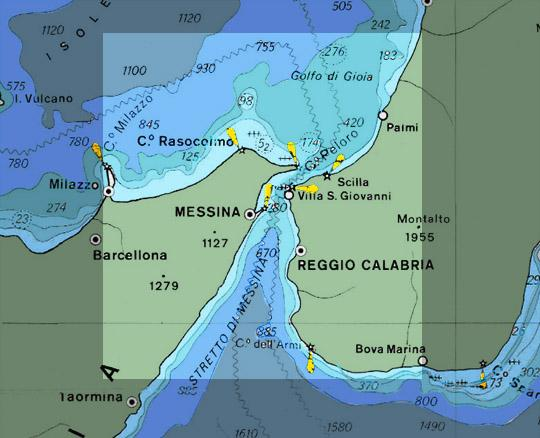 505
1120
242
ISOLE
755
276
183
1120
930
1100
Golfo di Gioia
575
I. Vulcano
98
C.º Milazzo
845
420
Palmi
C.º Rasocolmo
780
125
52
174
C.º Peloro
780
Scilla
Milazzo
Villa S. Giovanni
274
MESSINA
280
23
Montalto
1127
1955
Barcellona
670
REGGIO CALABRIA
1279
STRETTO DI MESSINA
885
C.º dell'Armi
Bova Marina
A
302
73
370
Taormina
800
1580
1490
1610